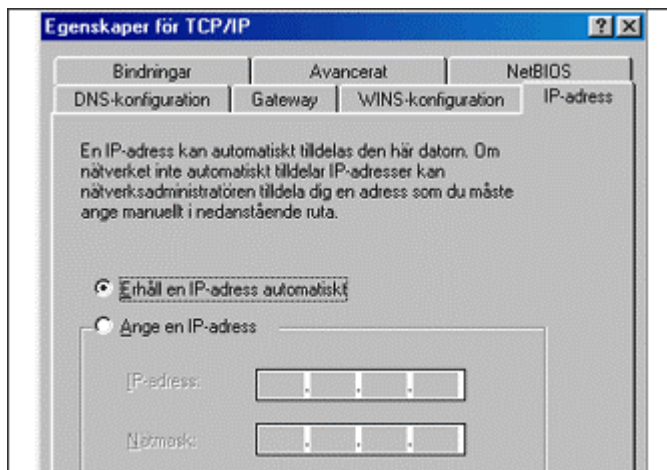 Egenskaper för TCP/IP
Bindningar Avancerat NetBIOS
DNS-konfiguration Gateway WINS-konfiguration IP-adress
En IP-adress kan automatiskt tilldelas den här datorn. Om
nätverket inte automatiskt tilldelar IP-adresser kan
nätverksadministratören tilldela dig en adress som du måste
ange manuellt i nedanstående ruta.
Erhåll en IP-adress automatiskt
Ange en IP-adress
IP-adress:
Nätmask: